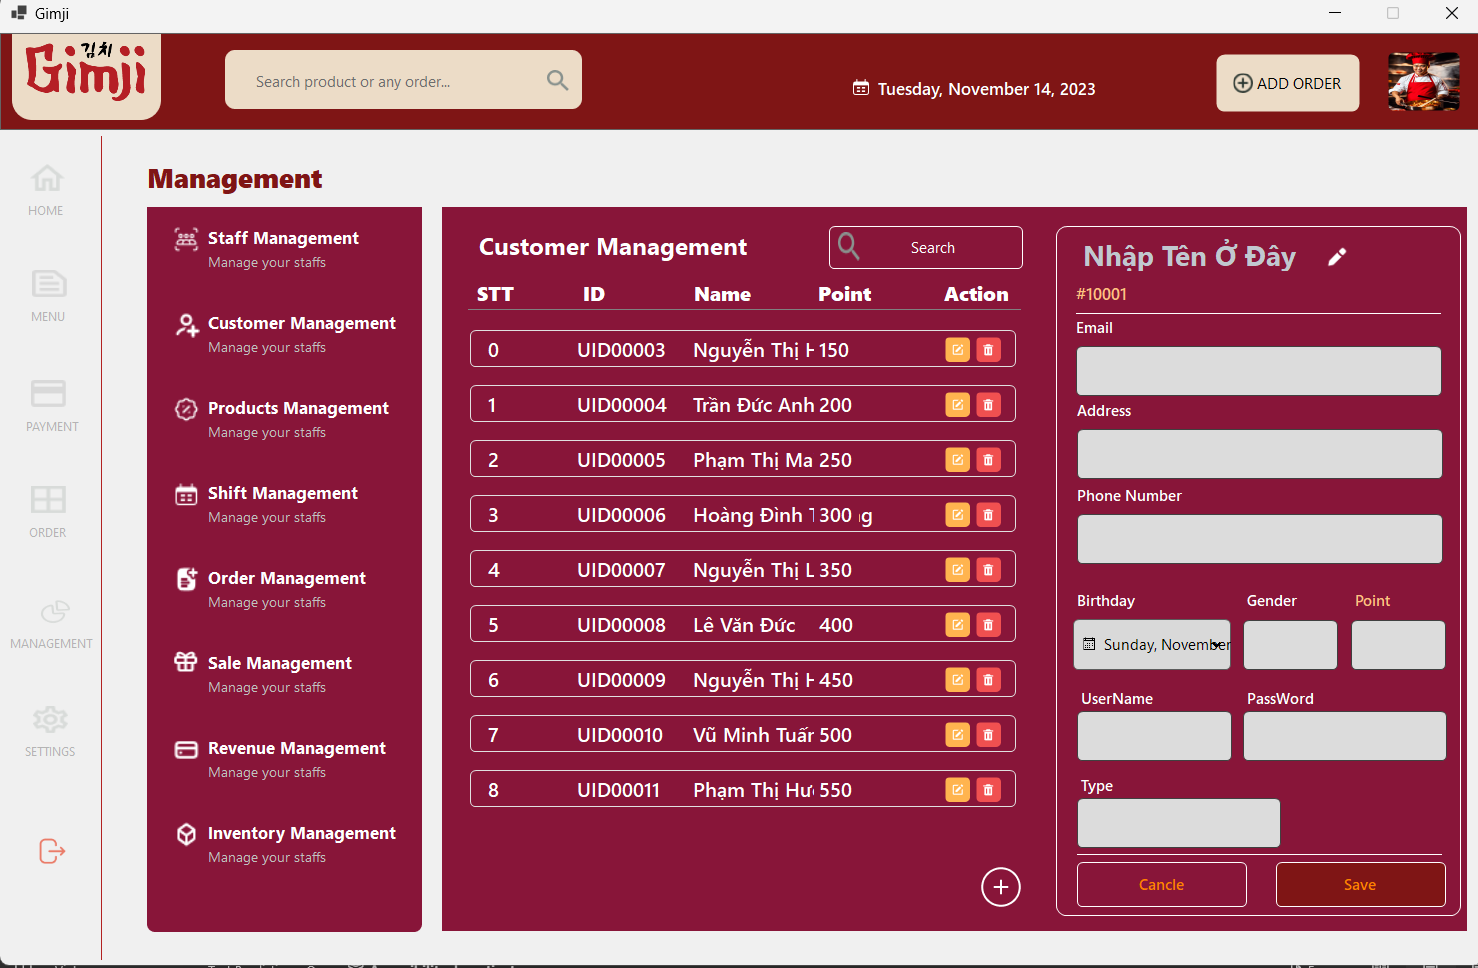 Gimji
김치
Gimji
Search product or any order...
Tuesday, November 14, 2023
ADD ORDER
HOME
MENU
PAYMENT
ORDER
MANAGEMENT
SETTINGS
Management
Staff Management
Manage your staffs
Customer Management
Manage your staffs
Products Management
Manage your staffs
Shift Management
Manage your staffs
Order Management
Manage your staffs
Sale Management
Manage your staffs
Revenue Management
Manage your staffs
Inventory Management
Manage your staffs
Customer Management
Search
STT ID Name Point Action
0 UID00003 Nguyễn Thị 150
1 UID00004 Trần Đức Anh 200
2 UID00005 Phạm Thị Ma 250
3 UID00006 Hoàng Đình 300
4 UID00007 Nguyễn Thị L 350
5 UID00008 Lê Văn Đức 400
6 UID00009 Nguyễn Thị 450
7 UID00010 Vũ Minh Tuấn 500
8 UID00011 Phạm Thị Hư 550
Nhập Tên Ở Đây
#10001
Email
Address
Phone Number
Birthday Gender Point
Sunday, November
UserName PassWord
Type
Cancle Save